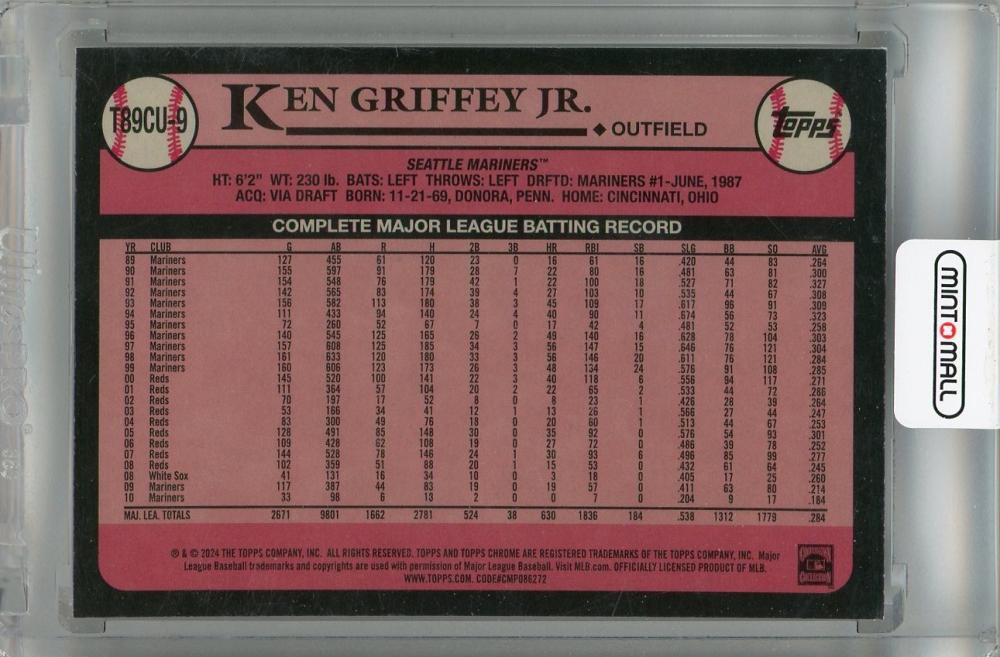 T89CU-9
KEN GRIFFEY JR.
◆ OUTFIELD
topps
SEATTLE MARINERS™
HT: 6'2" WT: 230 lb. BATS: LEFT THROWS: LEFT DRFTD: MARINERS #1-JUNE, 1987
ACQ: VIA DRAFT BORN: 11-21-69, DONORA, PENN. HOME: CINCINNATI, OHIO
COMPLETE MAJOR LEAGUE BATTING RECORD
YR CLUB G AB R H 2B 3B HR RBI SB SLG BB SO AVG
89 Mariners 127 455 61 120 23 0 16 61 16 .420 44 83 .264
90 Mariners 155 597 91 179 28 7 22 80 16 .481 63 81 .300
91 Mariners 154 548 76 179 42 1 22 100 18 .527 71 82 .327
92 Mariners 142 565 83 174 39 4 27 103 10 .535 44 67 .308
93 Mariners 156 582 113 180 38 3 45 109 17 .617 96 91 .309
94 Mariners 111 433 94 140 24 4 40 90 11 .674 56 73 .323
95 Mariners 72 260 52 67 7 0 17 42 4 .481 52 53 .258
96 Mariners 140 545 125 165 26 2 49 140 16 .628 78 104 .303
97 Mariners 157 608 125 185 34 3 56 147 15 .646 76 121 .304
98 Mariners 161 633 120 180 33 3 56 146 20 .611 76 121 .284
99 Mariners 160 606 123 173 26 3 48 134 24 .576 91 108 .285
00 Reds 145 520 100 141 22 3 40 118 6 .556 94 117 .271
01 Reds 111 364 57 104 20 2 22 65 2 .533 44 72 .286
02 Reds 70 197 17 52 8 0 8 23 1 .426 28 39 .264
03 Reds 53 166 34 41 12 1 13 26 1 .566 27 44 .247
04 Reds 83 300 49 76 18 0 20 60 1 .513 44 67 .253
05 Reds 128 491 85 148 30 0 35 92 0 .576 54 93 .301
06 Reds 109 428 62 108 19 0 27 72 0 .486 39 78 .252
07 Reds 144 528 78 146 24 1 30 93 6 .496 85 99 .277
08 Reds 102 359 51 88 20 1 15 53 0 .432 61 64 .245
08 White Sox 41 131 16 34 10 0 3 18 0 .405 17 25 .260
09 Mariners 117 387 44 83 19 0 19 57 0 .411 63 80 .214
10 Mariners 33 98 6 13 2 0 0 7 0 .204 9 17 .184
MAJ. LEA. TOTALS 2671 9801 1662 2781 524 38 630 1836 184 .538 1312 1779 .284
® & © 2024 THE TOPPS COMPANY, INC. ALL RIGHTS RESERVED. TOPPS AND TOPPS CHROME ARE REGISTERED TRADEMARKS OF THE TOPPS COMPANY, INC. Major
League Baseball trademarks and copyrights are used with permission of Major League Baseball. Visit MLB.com. OFFICIALLY LICENSED PRODUCT OF MLB.
WWW.TOPPS.COM. CODE#CMP086272
MINT MALL